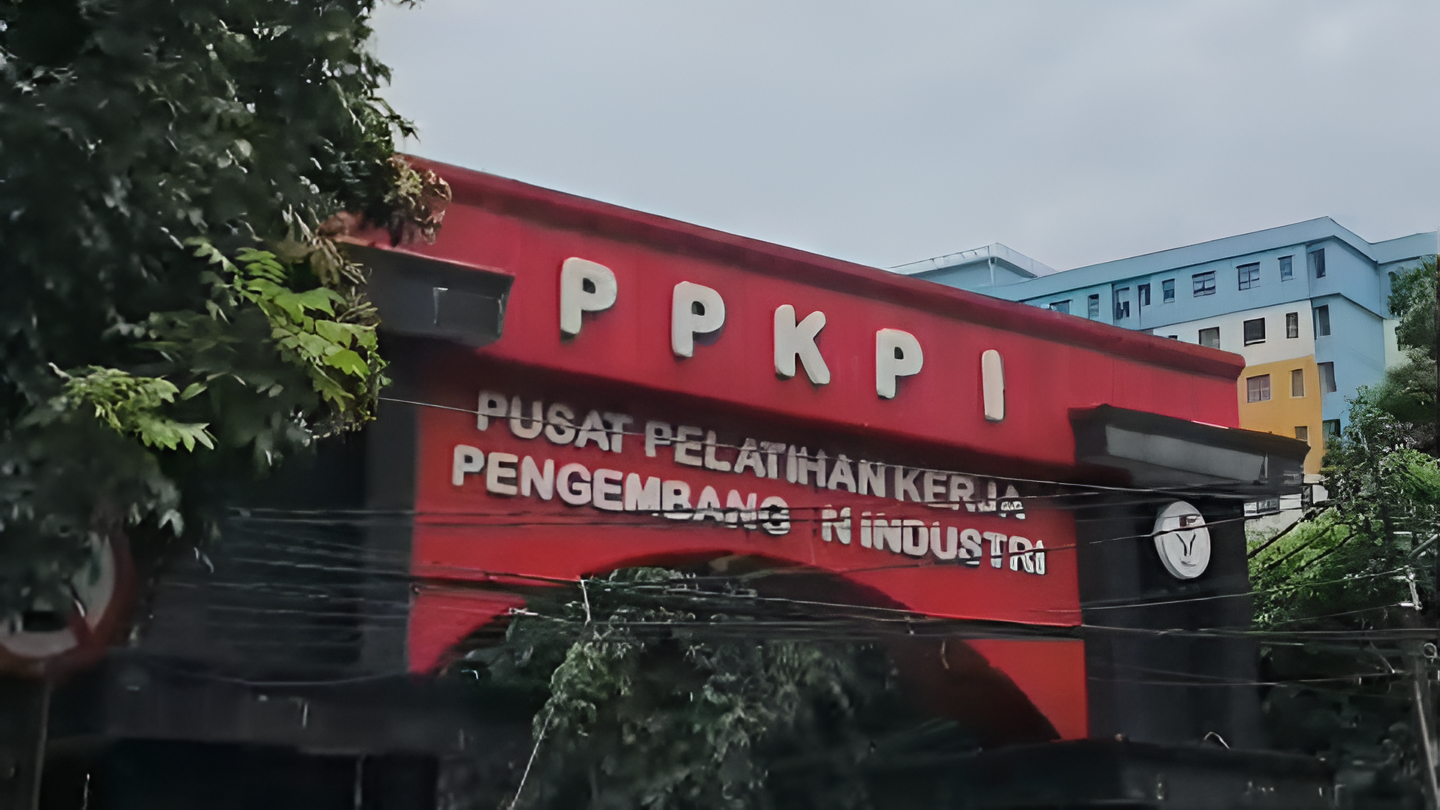 PPKPI
PUSAT PELATIHAN KERJA
PENGEMBANG N INDUSTRI